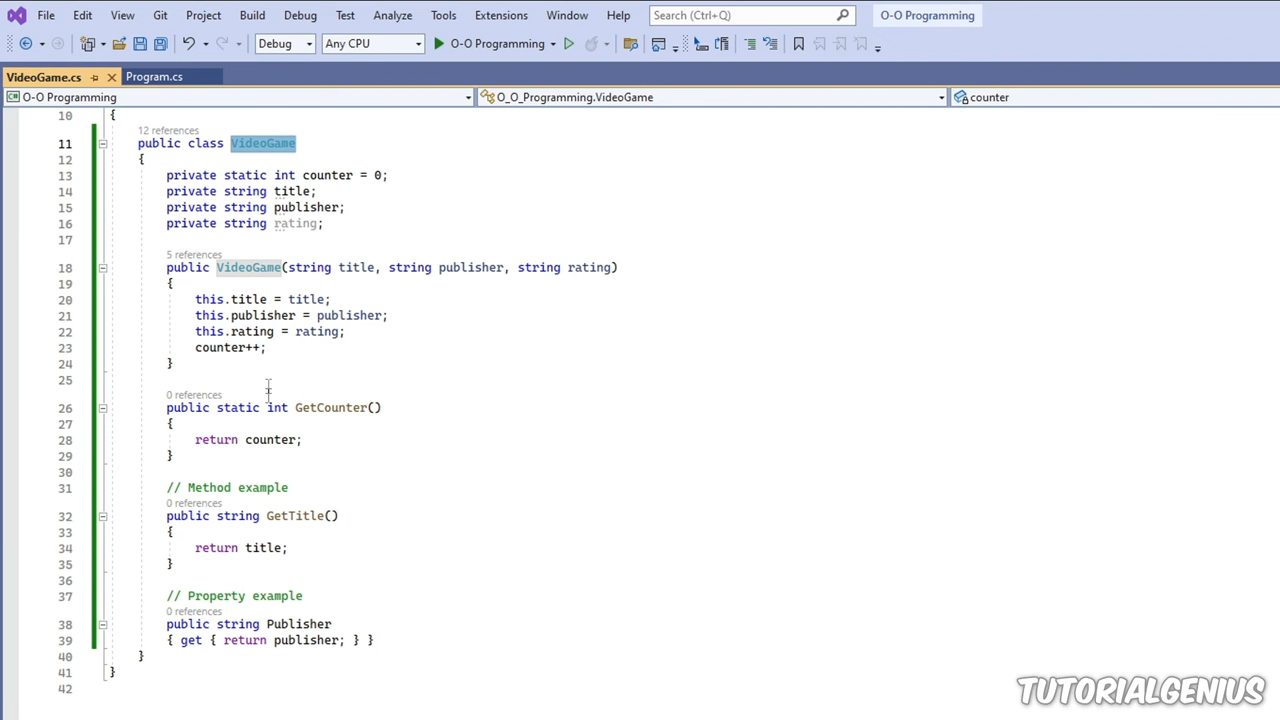 File Edit View Git Project Build Debug Test Analyze Tools Extensions Window Help Search (Ctrl+Q) O-O Programming
Debug Any CPU O-O Programming
VideoGame.cs Program.cs
O-O Programming O_O_Programming.VideoGame counter
10 {
12 references
11 public class VideoGame
12 {
13 private static int counter = 0;
14 private string title;
15 private string publisher;
16 private string rating;
17
5 references
18 public VideoGame(string title, string publisher, string rating)
19 {
20 this.title = title;
21 this.publisher = publisher;
22 this.rating = rating;
23 counter++;
24 }
25
0 references
26 public static int GetCounter()
27 {
28 return counter;
29 }
30
31 // Method example
0 references
32 public string GetTitle()
33 {
34 return title;
35 }
36
37 // Property example
0 references
38 public string Publisher
39 { get { return publisher; } }
40 }
41 }
42
TUTORIALGENIUS